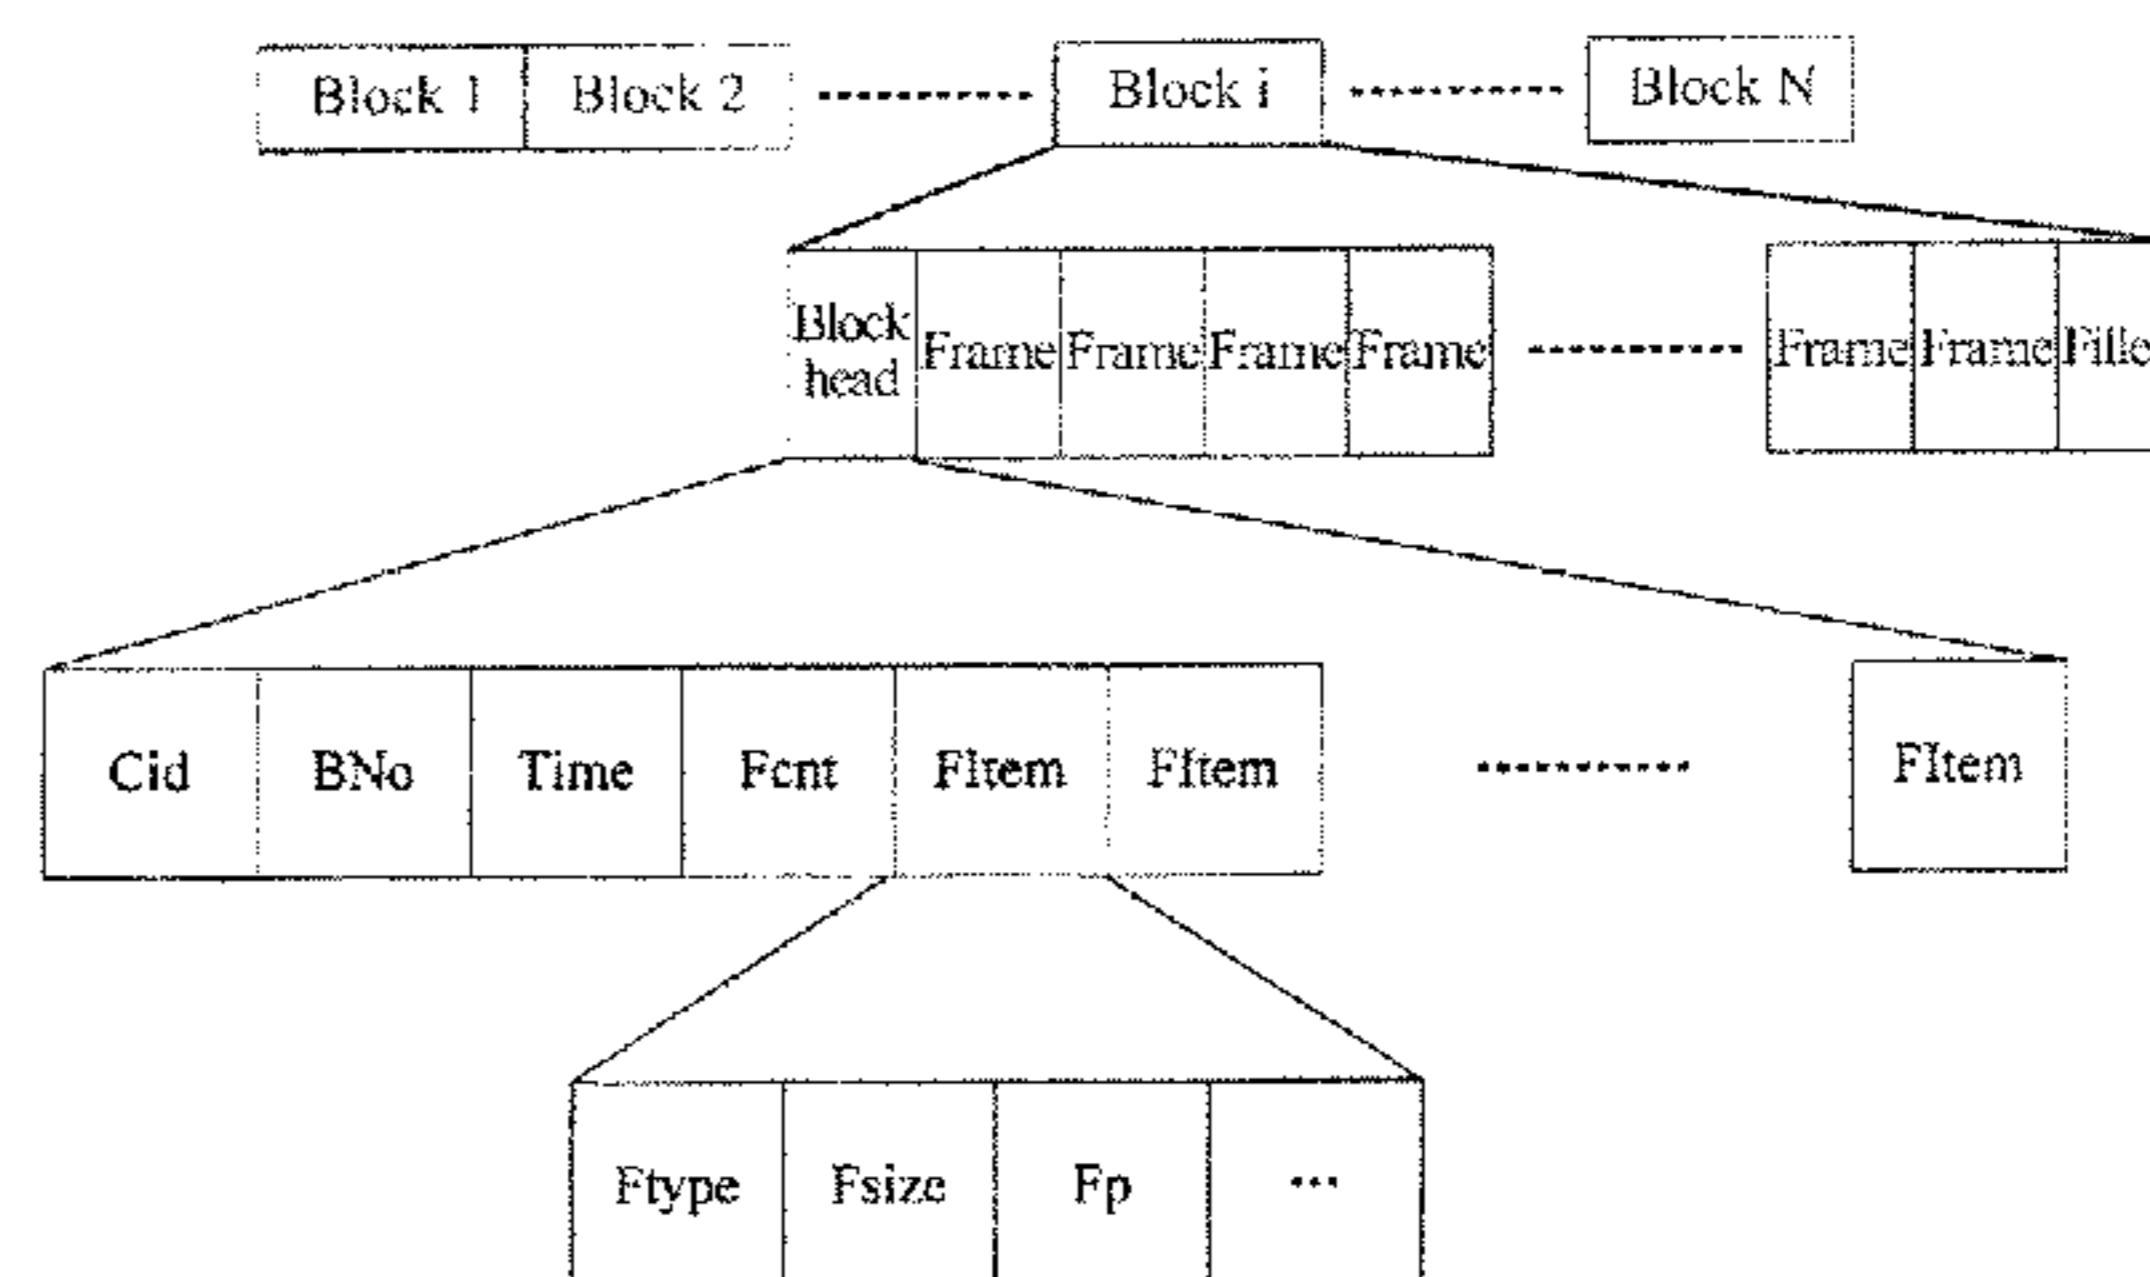 Block 1 Block 2 Block i Block N
Block
head
Frame Frame Frame Frame Frame Frame Fille
Cid BNo Time Fcnt FItem FItem FItem
Ftype Fsize Fp ...